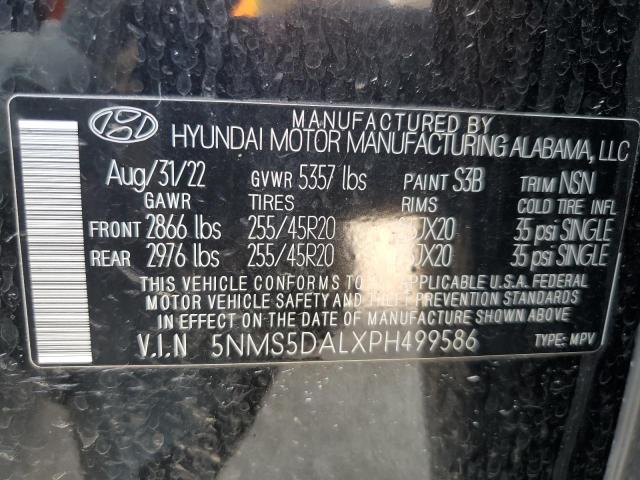 MANUFACTURED BY
HYUNDAI MOTOR MANUFACTURING ALABAMA, LLC
Aug/31/22 GVWR 5357 lbs PAINT S3B TRIM NSN
GAWR TIRES RIMS COLD TIRE INFL
FRONT 2866 lbs 255/45R20 35 psi SINGLE
REAR 2976 lbs 255/45R20 35 psi SINGLE
THIS VEHICLE CONFORMS TO ALL APPLICABLE U.S.A. FEDERAL
MOTOR VEHICLE SAFETY AND THEFT PREVENTION STANDARDS
IN EFFECT ON THE DATE OF MANUFACTURE SHOWN ABOVE
V.I.N 5NMS5DALXPH499586 TYPE: MPV